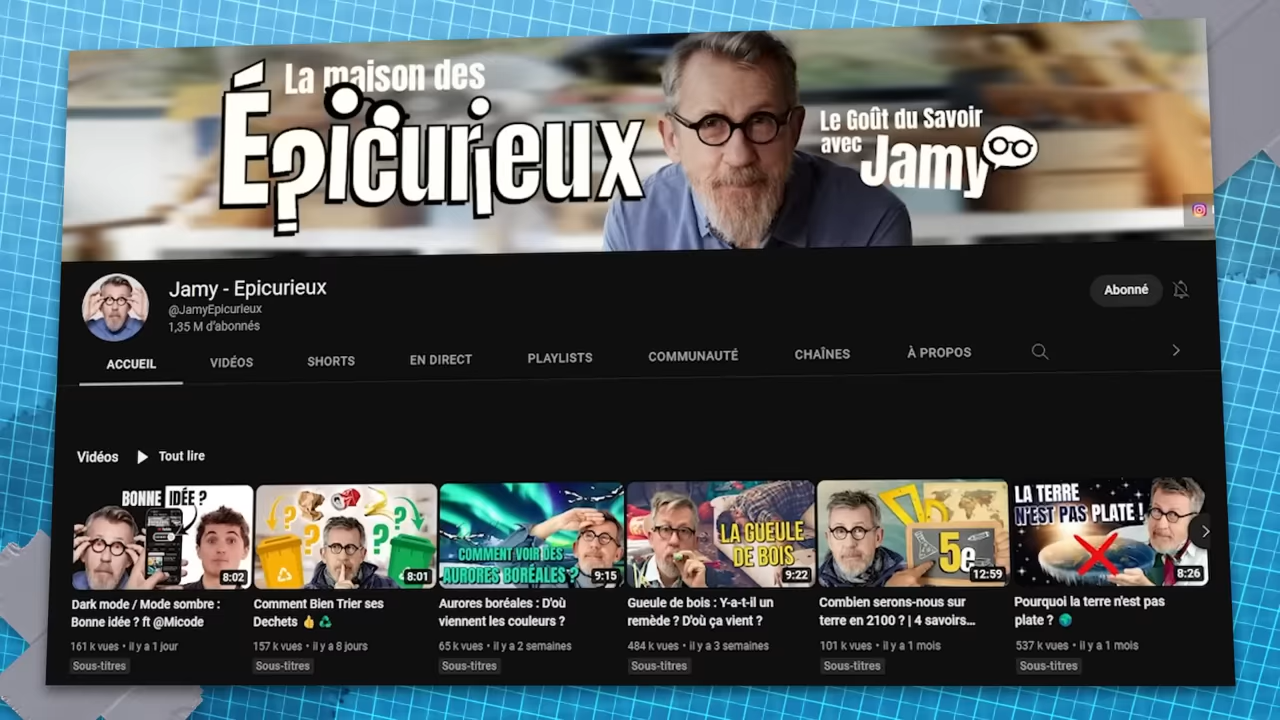 La maison des
Épicurieux
Le Goût du Savoir
avec Jamy
Jamy - Epicurieux
@JamyEpicurieux
1,35 M d'abonnés
Abonné
ACCUEIL
VIDÉOS
SHORTS
EN DIRECT
PLAYLISTS
COMMUNAUTÉ
CHAÎNES
À PROPOS
Vidéos
Tout lire
BONNE IDÉE ?
8:02
Dark mode / Mode sombre :
Bonne idée ? ft @Micode
161 k vues • il y a 1 jour
Sous-titres
? ? ? ?
8:01
Comment Bien Trier ses
Dechets 👍 ♻️
157 k vues • il y a 8 jours
Sous-titres
COMMENT VOIR DES
AURORES BORÉALES ?
9:15
Aurores boréales : D'où
viennent les couleurs ?
65 k vues • il y a 2 semaines
Sous-titres
LA GUEULE
DE BOIS
9:22
Gueule de bois : Y-a-t-il un
remède ? D'où ça vient ?
484 k vues • il y a 3 semaines
Sous-titres
5e
12:59
Combien serons-nous sur
terre en 2100 ? | 4 savoirs...
101 k vues • il y a 1 mois
Sous-titres
LA TERRE
N'EST PAS PLATE !
8:26
Pourquoi la terre n'est pas
plate ? 🌍
537 k vues • il y a 1 mois
Sous-titres